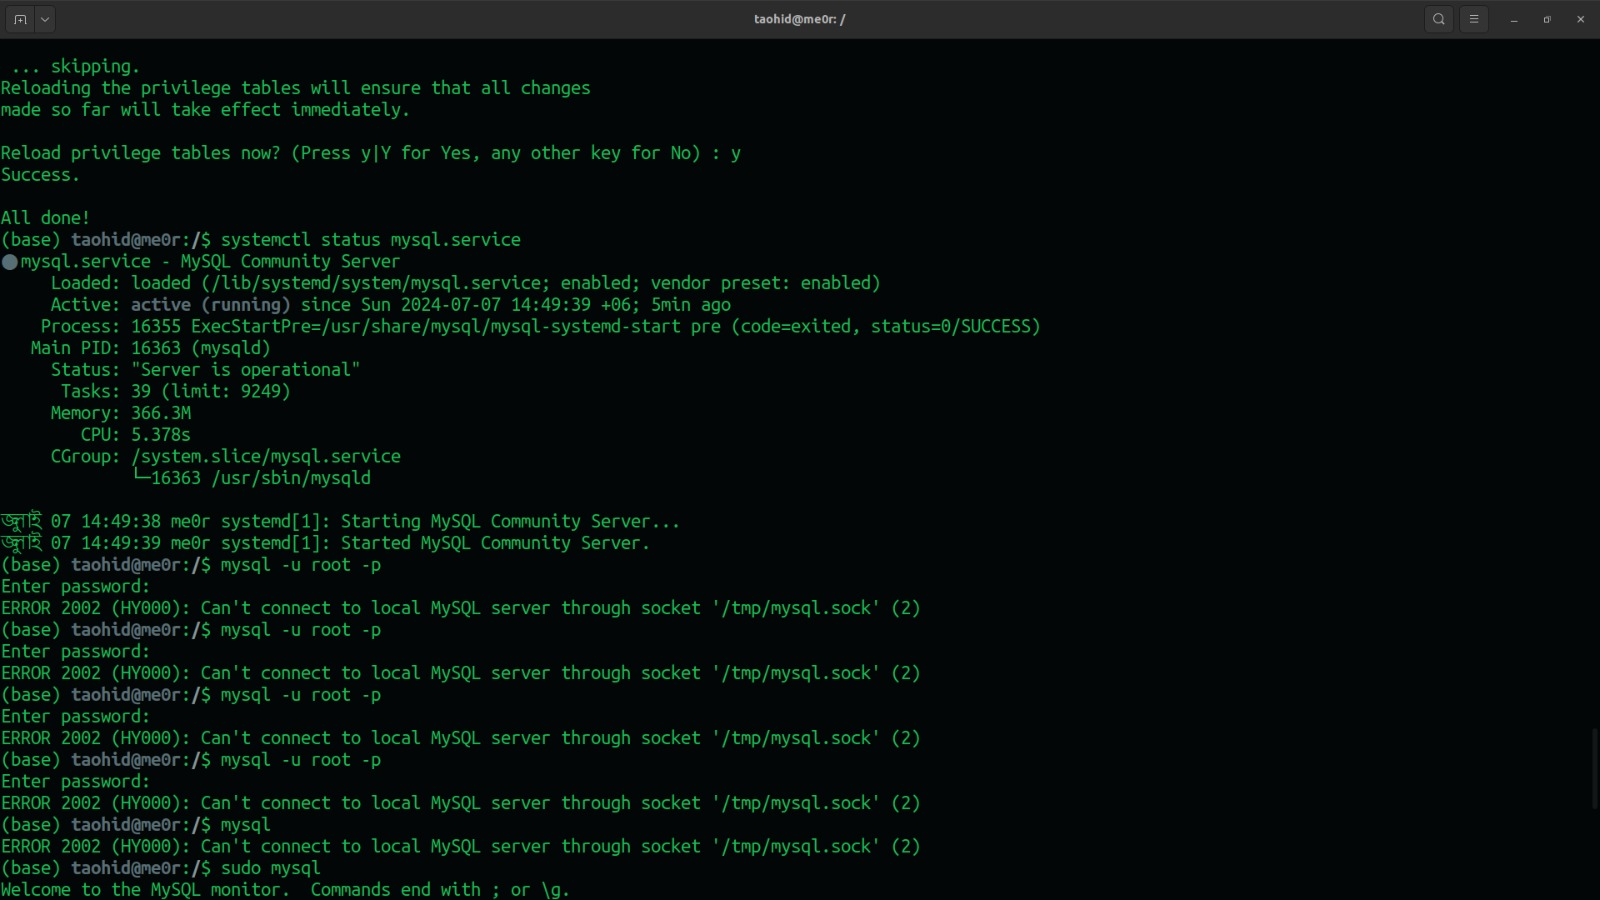 taohid@me0r: /
... skipping.
Reloading the privilege tables will ensure that all changes
made so far will take effect immediately.
Reload privilege tables now? (Press y|Y for Yes, any other key for No) : y
Success.
All done!
(base) taohid@me0r:/$ systemctl status mysql.service
mysql.service - MySQL Community Server
Loaded: loaded (/lib/systemd/system/mysql.service; enabled; vendor preset: enabled)
Active: active (running) since Sun 2024-07-07 14:49:39 +06; 5min ago
Process: 16355 ExecStartPre=/usr/share/mysql/mysql-systemd-start pre (code=exited, status=0/SUCCESS)
Main PID: 16363 (mysqld)
Status: "Server is operational"
Tasks: 39 (limit: 9249)
Memory: 366.3M
CPU: 5.378s
CGroup: /system.slice/mysql.service
└─16363 /usr/sbin/mysqld
জুলাই 07 14:49:38 me0r systemd[1]: Starting MySQL Community Server...
জুলাই 07 14:49:39 me0r systemd[1]: Started MySQL Community Server.
(base) taohid@me0r:/$ mysql -u root -p
Enter password:
ERROR 2002 (HY000): Can't connect to local MySQL server through socket '/tmp/mysql.sock' (2)
(base) taohid@me0r:/$ mysql -u root -p
Enter password:
ERROR 2002 (HY000): Can't connect to local MySQL server through socket '/tmp/mysql.sock' (2)
(base) taohid@me0r:/$ mysql -u root -p
Enter password:
ERROR 2002 (HY000): Can't connect to local MySQL server through socket '/tmp/mysql.sock' (2)
(base) taohid@me0r:/$ mysql -u root -p
Enter password:
ERROR 2002 (HY000): Can't connect to local MySQL server through socket '/tmp/mysql.sock' (2)
(base) taohid@me0r:/$ mysql
ERROR 2002 (HY000): Can't connect to local MySQL server through socket '/tmp/mysql.sock' (2)
(base) taohid@me0r:/$ sudo mysql
Welcome to the MySQL monitor.  Commands end with ; or \g.